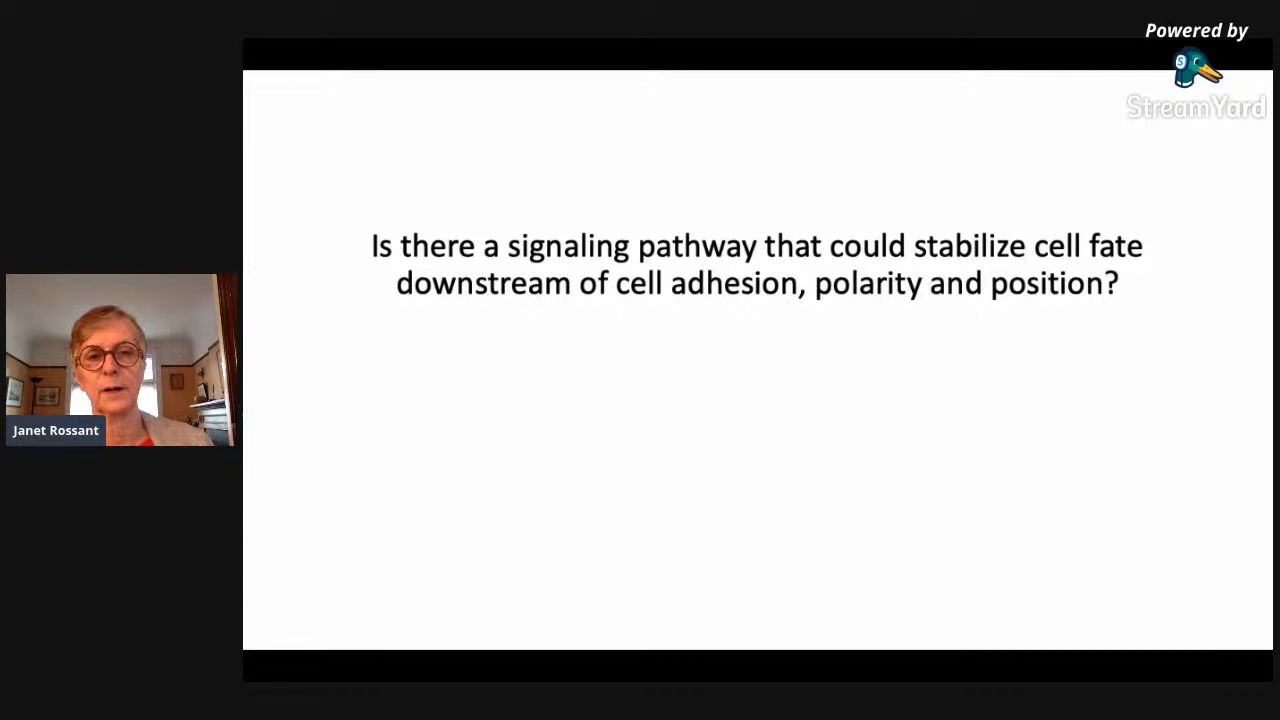 Powered by
StreamYard
Is there a signaling pathway that could stabilize cell fate
downstream of cell adhesion, polarity and position?
Janet Rossant